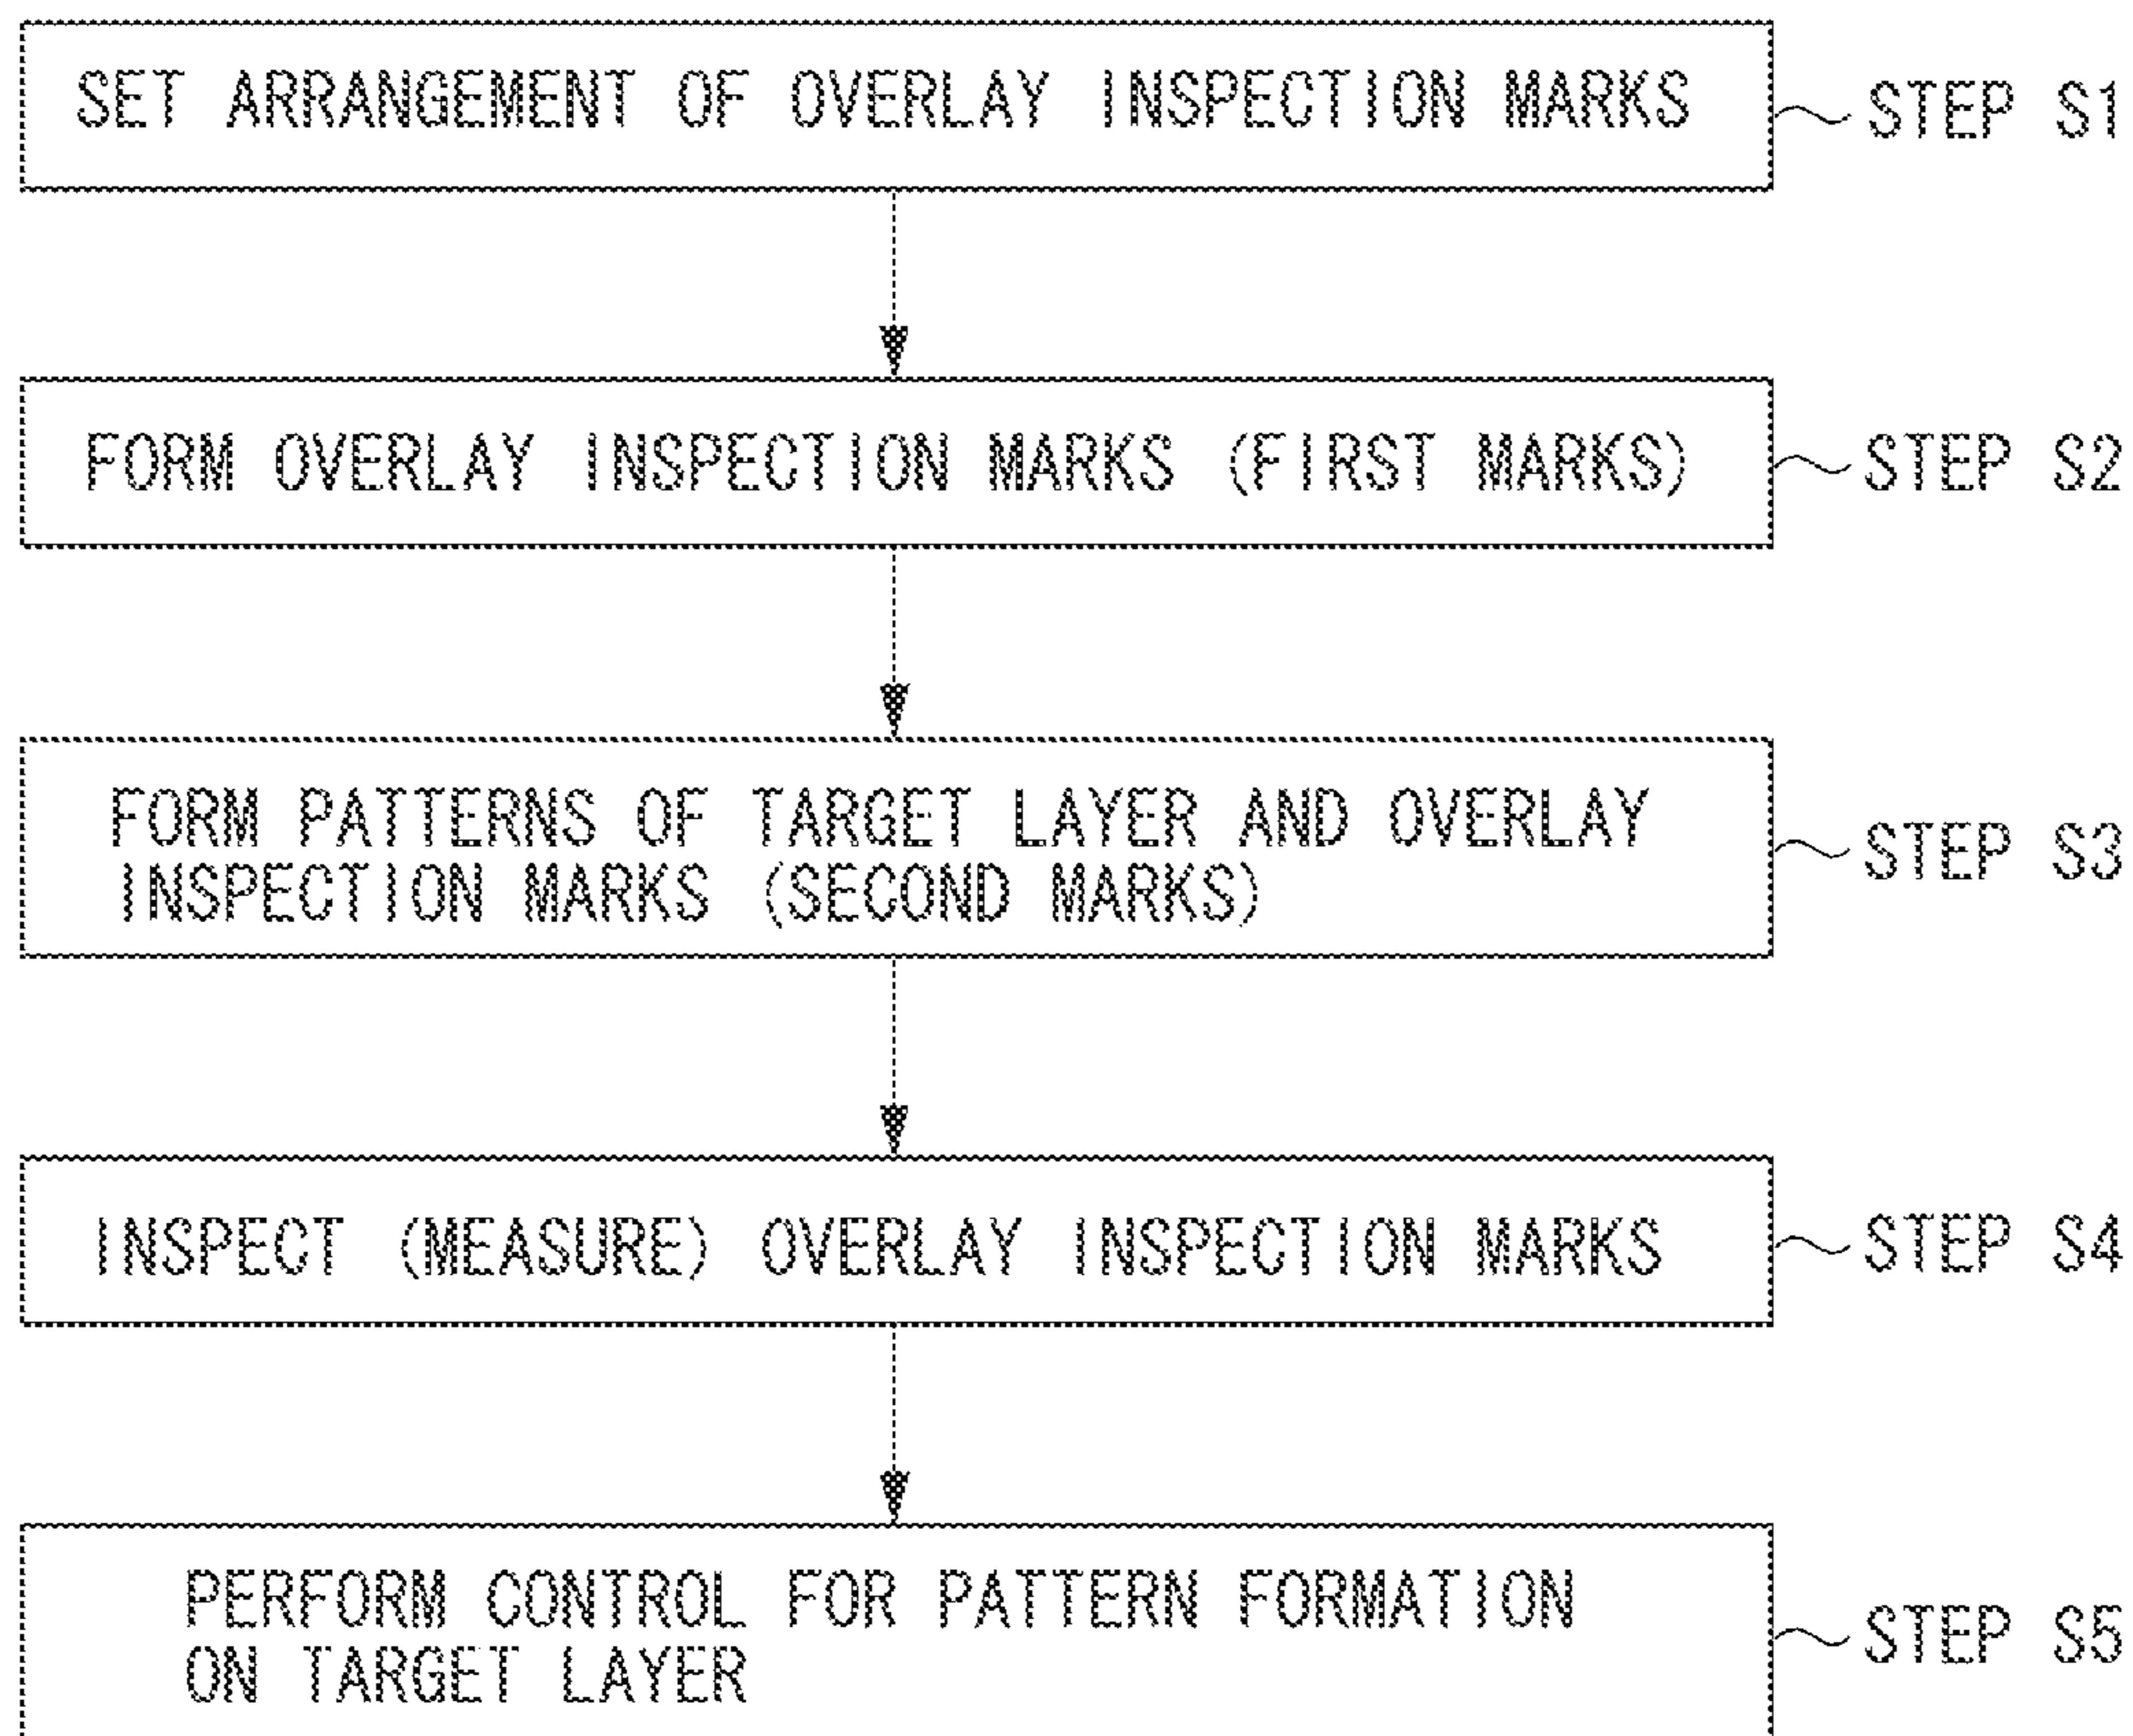 SET ARRANGEMENT OF OVERLAY INSPECTION MARKS
STEP S1
FORM OVERLAY INSPECTION MARKS (FIRST MARKS)
STEP S2
FORM PATTERNS OF TARGET LAYER AND OVERLAY
INSPECTION MARKS (SECOND MARKS)
STEP S3
INSPECT (MEASURE) OVERLAY INSPECTION MARKS
STEP S4
PERFORM CONTROL FOR PATTERN FORMATION
ON TARGET LAYER
STEP S5